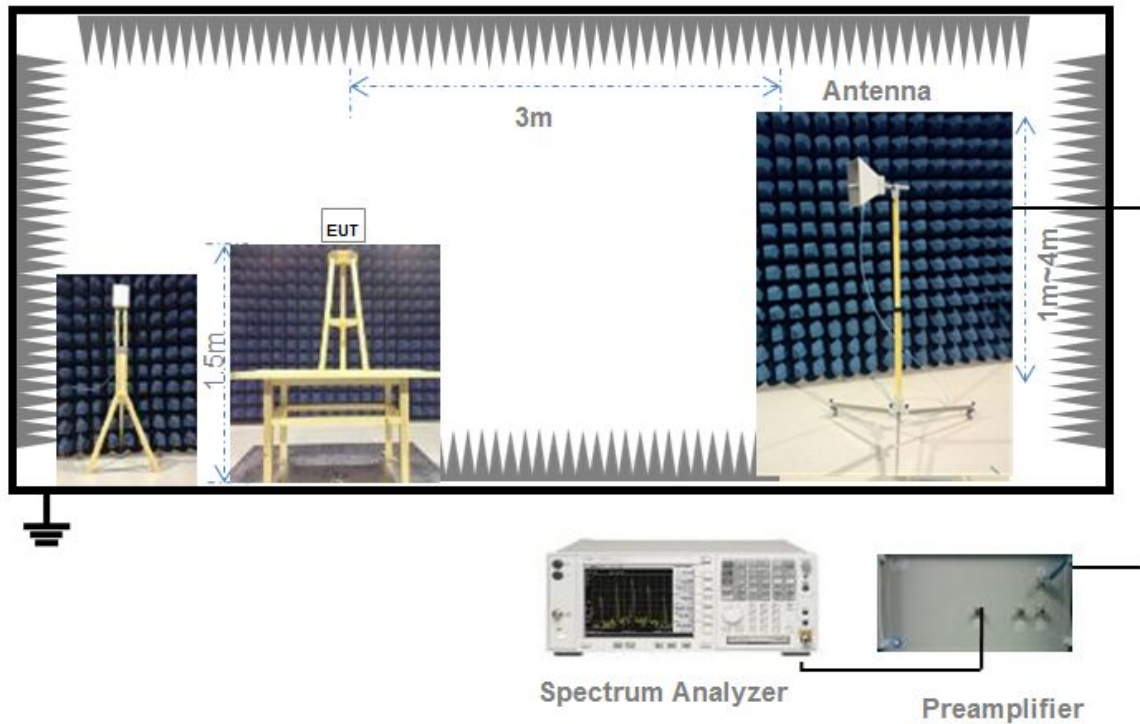 Antenna
3m
EUT
1.5m
1m~4m
Spectrum Analyzer
Preamplifier